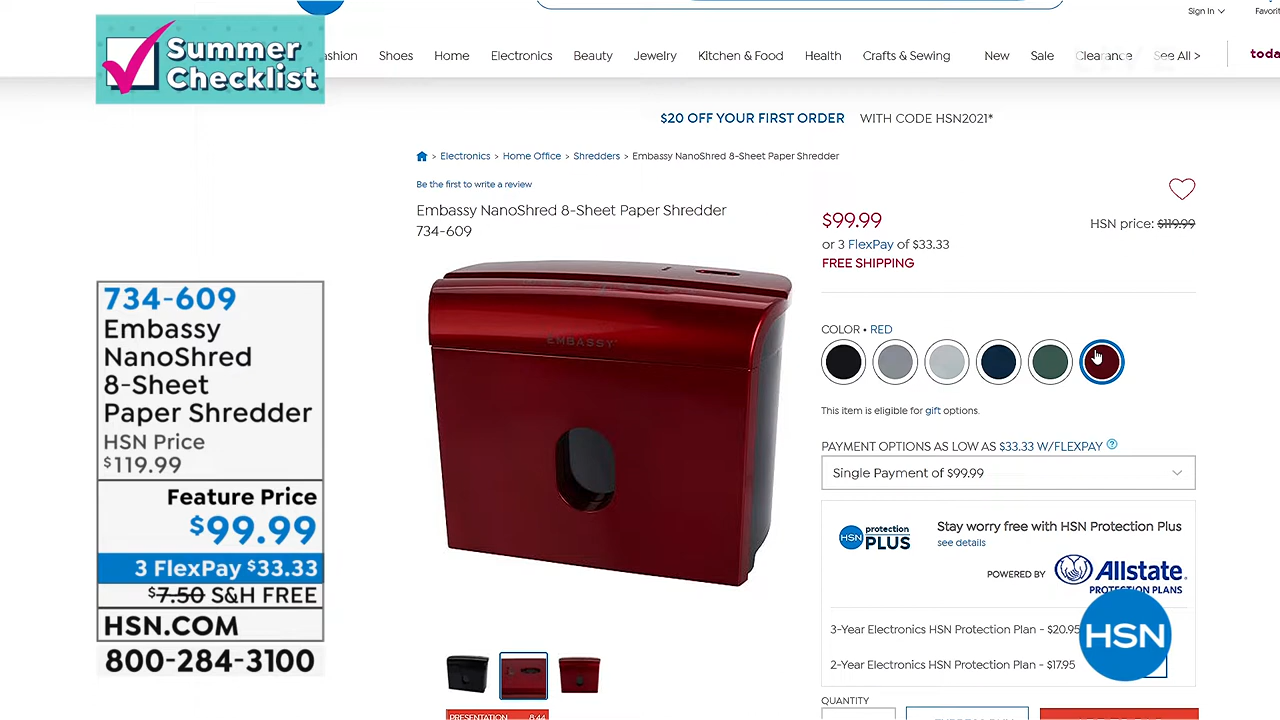 Summer
Checklist
Sign In
Fashion Shoes Home Electronics Beauty Jewelry Kitchen & Food Health Crafts & Sewing New Sale Clearance See All >
$20 OFF YOUR FIRST ORDER WITH CODE HSN2021*
> Electronics > Home Office > Shredders > Embassy NanoShred 8-Sheet Paper Shredder
Be the first to write a review
Embassy NanoShred 8-Sheet Paper Shredder
734-609
$99.99
HSN price: $119.99
or 3 FlexPay of $33.33
FREE SHIPPING
EMBASSY
COLOR • RED
This item is eligible for gift options.
PAYMENT OPTIONS AS LOW AS $33.33 W/FLEXPAY ?
Single Payment of $99.99
HSN protection
PLUS
Stay worry free with HSN Protection Plus
see details
POWERED BY Allstate.
PROTECTION PLANS
3-Year Electronics HSN Protection Plan - $20.95
2-Year Electronics HSN Protection Plan - $17.95
HSN
QUANTITY
PRESENTATION 8:44
734-609
Embassy
NanoShred
8-Sheet
Paper Shredder
HSN Price
$119.99
Feature Price
$99.99
3 FlexPay $33.33
$7.50 S&H FREE
HSN.COM
800-284-3100